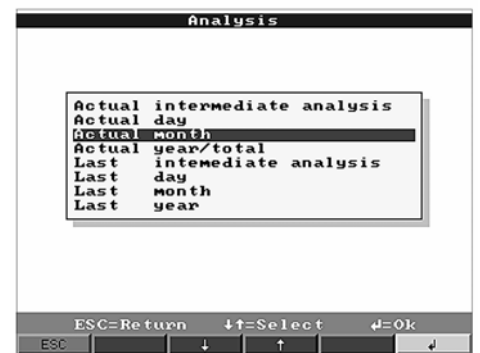 Analysis
Actual intermediate analysis
Actual day
Actual month
Actual year/total
Last intemediate analysis
Last day
Last month
Last year
ESC=Return ↓↑=Select ↵=Ok
ESC ↓ ↑ ↵